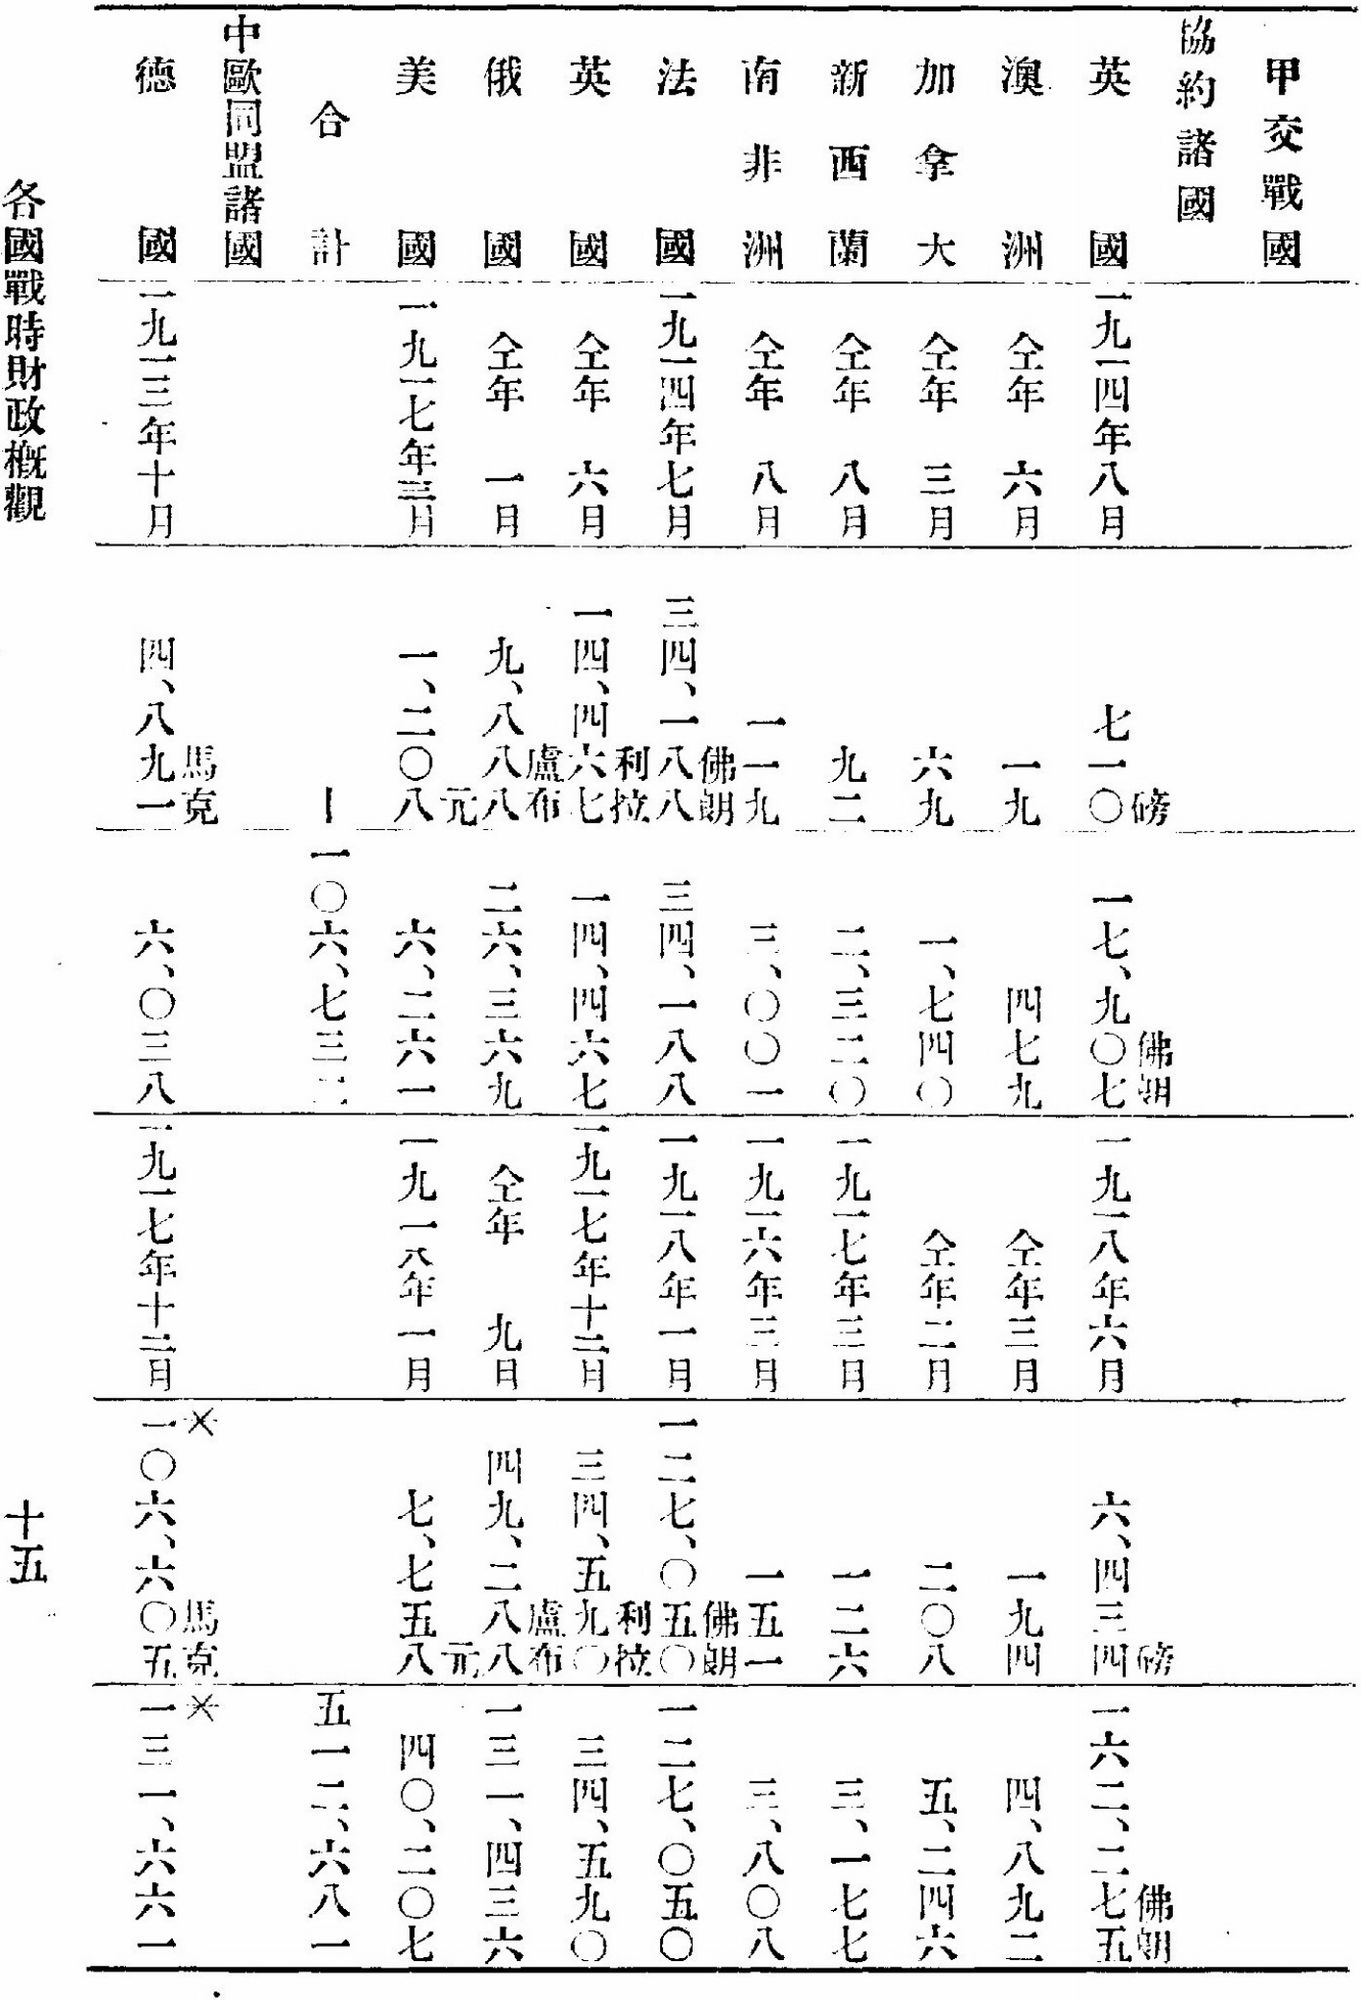 甲交戰國
協約諸國
英國 一九一四年八月 七一〇磅 一七、九〇七佛朝 一九一八年六月 六、四三四磅 一六二、二七五佛朝
澳洲 仝年六月 一九 四七九 仝年三月 一九四 四、八九二
加拿大 仝年三月 六九 一、七四〇 仝年二月 二〇八 五、二四六
新西蘭 仝年八月 九二 二、三二〇 一九一七年三月 一二六 三、一七七
南非洲 仝年八月 一一九 三、〇〇一 一九一六年三月 一五一 三、八〇八
法國 一九一四年七月 三四、一八八佛朗 三四、一八八 一九一八年一月 一二七、〇五〇佛朗 一二七、〇五〇
英國 仝年六月 一四、四六七利拉 一四、四六七 一九一七年十二月 三四、五九〇利拉 三四、五九〇
俄國 仝年一月 九、八八八盧布 二六、三六九 仝年九月 四九、二八八盧布 一三一、四三六
美國 一九一七年三月 一、二〇八元 六、二六一 一九一八年一月 七、七五八元 四〇、二〇七
合計 ー 一〇六、七三二 五一二、六八一
中歐同盟諸國
德國 一九一三年十月 四、八九一馬克 六、〇三八 一九一七年十二月 ※一〇六、六〇五馬克 ※一三一、六六一
各國戰時財政概觀
十五